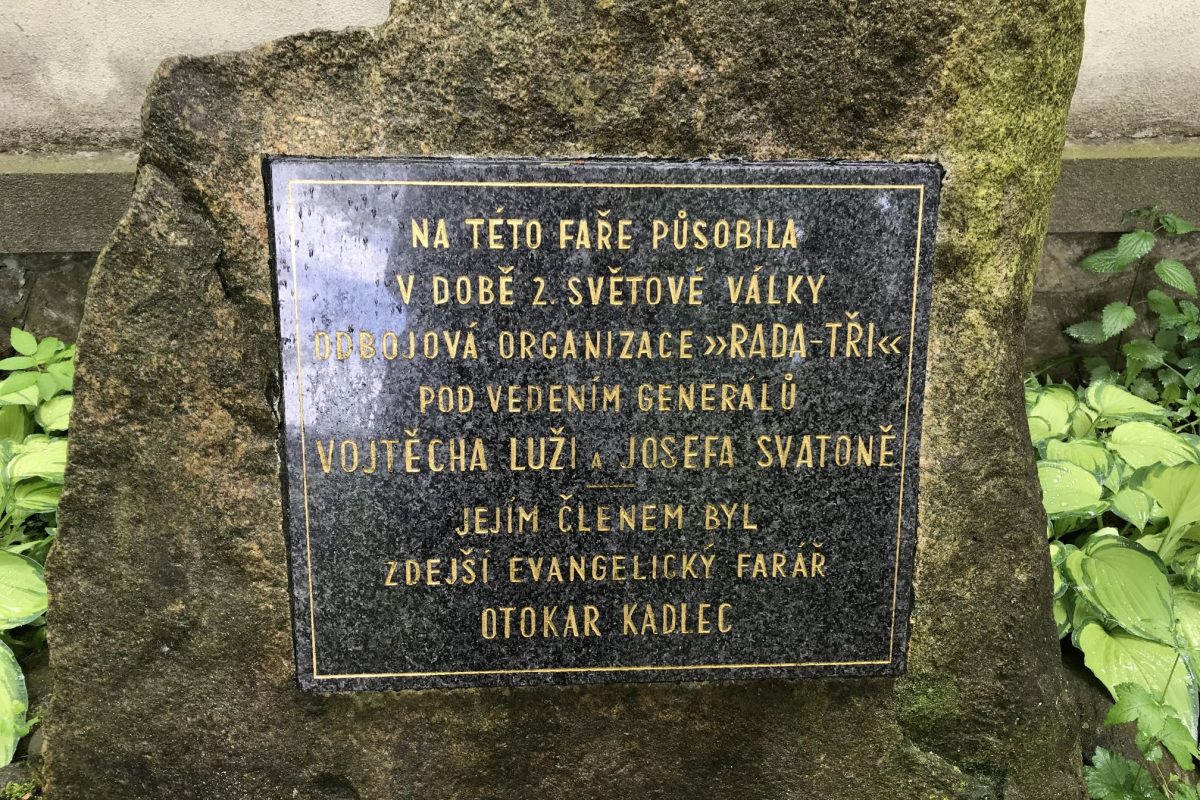 NA TÉTO FAŘE PŮSOBILA
V DOBĚ 2. SVĚTOVÉ VÁLKY
ODBOJOVÁ ORGANIZACE »RADA-TŘI«
POD VEDENÍM GENERÁLŮ
VOJTĚCHA LUŽI A JOSEFA SVATONĚ
JEJÍM ČLENEM BYL
ZDEJŠÍ EVANGELICKÝ FARÁŘ
OTOKAR KADLEC